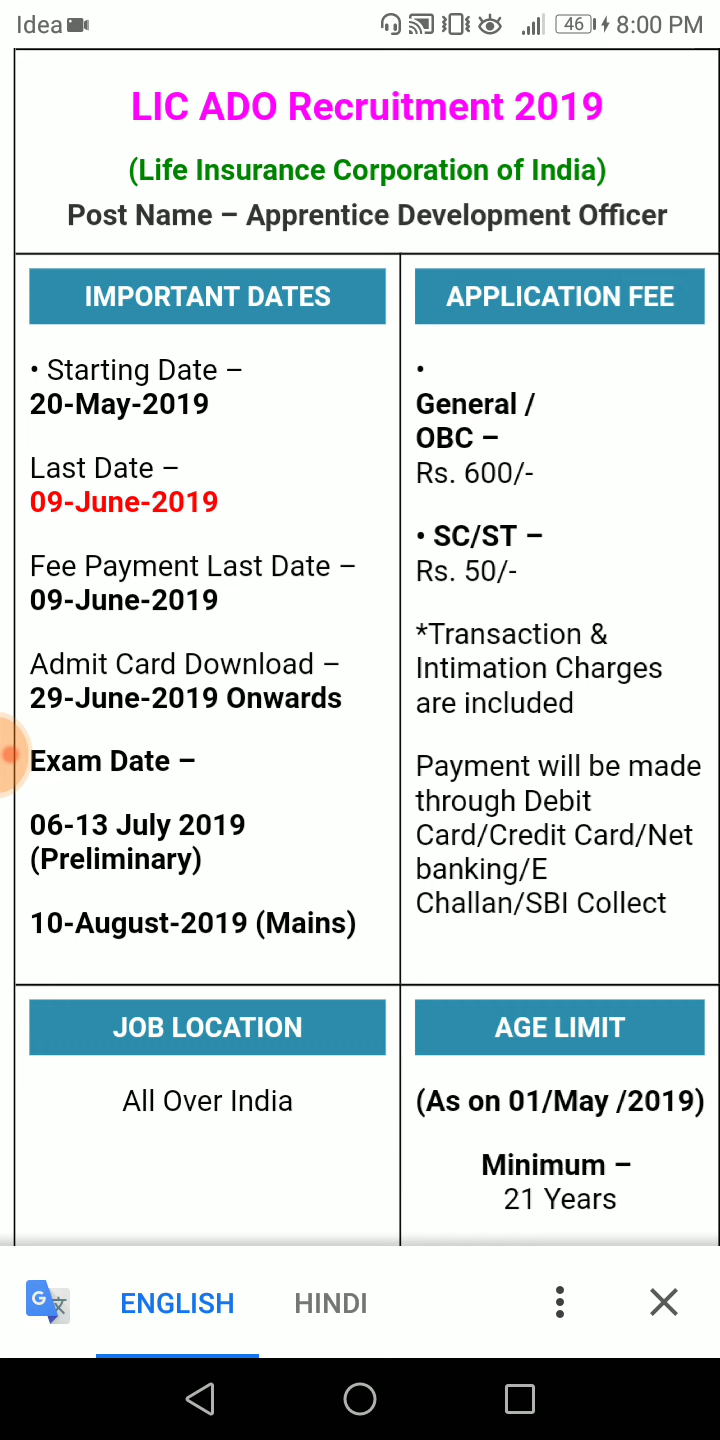 Idea
46
8:00 PM
LIC ADO Recruitment 2019
(Life Insurance Corporation of India)
Post Name – Apprentice Development Officer
IMPORTANT DATES
• Starting Date –
20-May-2019
Last Date –
09-June-2019
Fee Payment Last Date –
09-June-2019
Admit Card Download –
29-June-2019 Onwards
Exam Date –
06-13 July 2019
(Preliminary)
10-August-2019 (Mains)
APPLICATION FEE
•
General /
OBC –
Rs. 600/-
• SC/ST –
Rs. 50/-
*Transaction &
Intimation Charges
are included
Payment will be made
through Debit
Card/Credit Card/Net
banking/E
Challan/SBI Collect
JOB LOCATION
All Over India
AGE LIMIT
(As on 01/May /2019)
Minimum –
21 Years
G 文
ENGLISH
HINDI